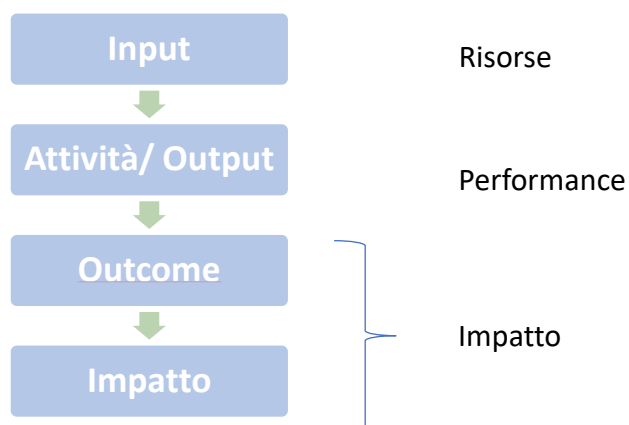 Input
Risorse
Attività/ Output
Performance
Outcome
Impatto
Impatto